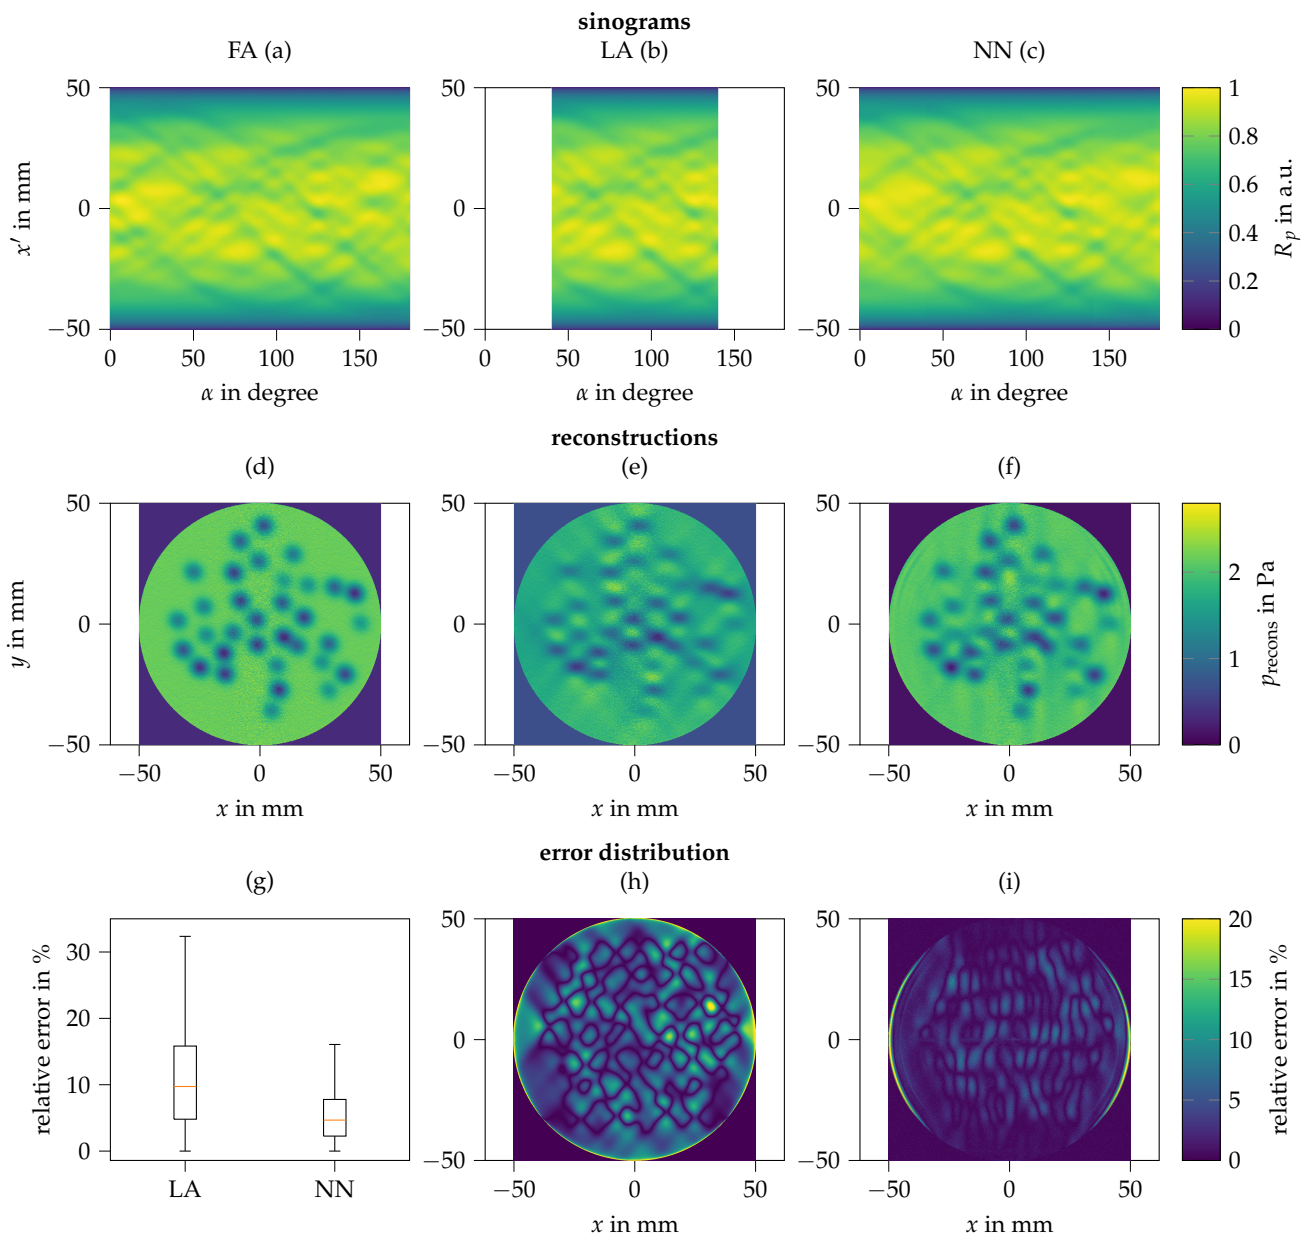 sinograms
FA (a)
LA (b)
NN (c)
50
0
−50
x′ in mm
0 50 100 150
α in degree
50
0
−50
0 50 100 150
α in degree
50
0
−50
0 50 100 150
α in degree
1
0.8
0.6
0.4
0.2
0
Rp in a.u.
reconstructions
(d)
(e)
(f)
50
0
−50
y in mm
−50 0 50
x in mm
50
0
−50
−50 0 50
x in mm
50
0
−50
−50 0 50
x in mm
2
1
0
precons in Pa
error distribution
(g)
(h)
(i)
30
20
10
0
relative error in %
LA NN
50
0
−50
−50 0 50
x in mm
50
0
−50
−50 0 50
x in mm
20
15
10
5
0
relative error in %